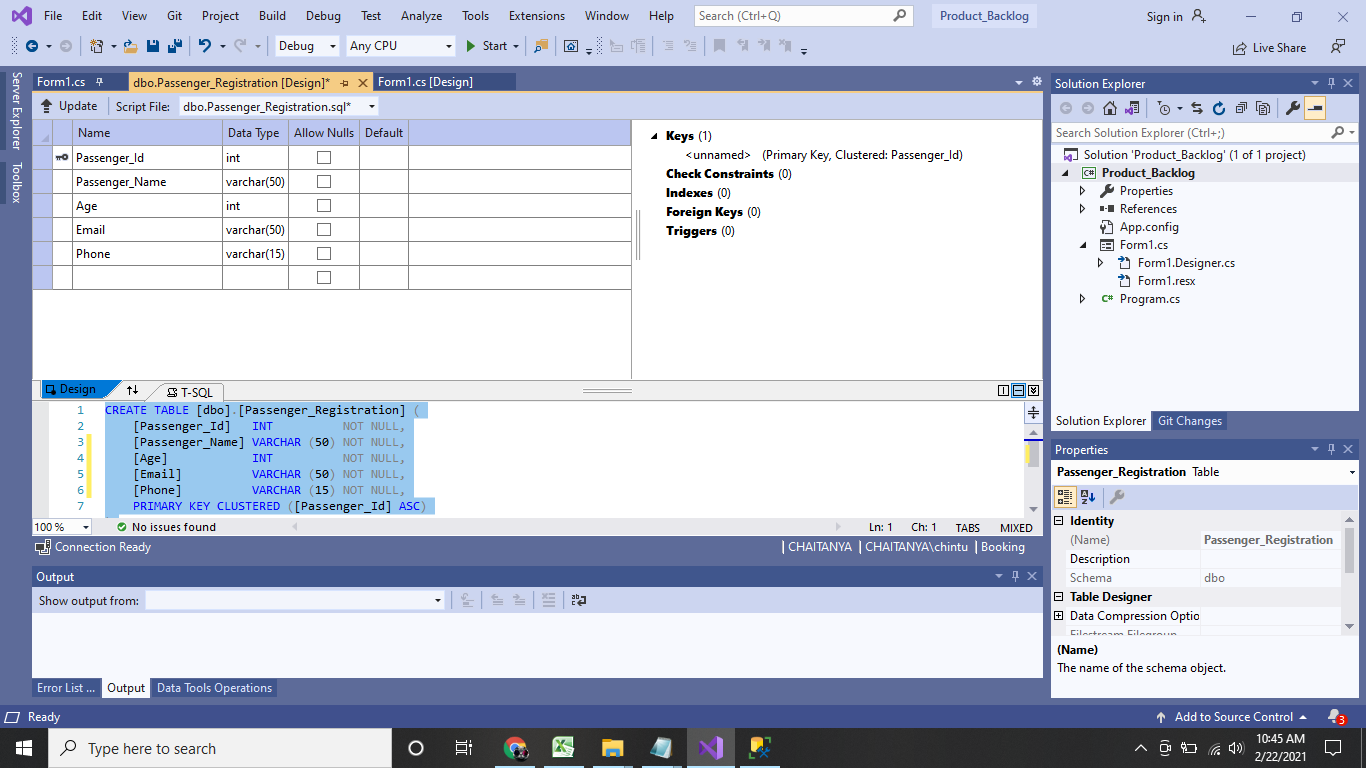 File Edit View Git Project Build Debug Test Analyze Tools Extensions Window Help Search (Ctrl+Q) Product_Backlog Sign in
Debug Any CPU Start Live Share
Server Explorer
Toolbox
Form1.cs dbo.Passenger_Registration [Design]* Form1.cs [Design]
Update Script File: dbo.Passenger_Registration.sql*
Name Data Type Allow Nulls Default
Passenger_Id int
Passenger_Name varchar(50)
Age int
Email varchar(50)
Phone varchar(15)
Keys (1)
<unnamed> (Primary Key, Clustered: Passenger_Id)
Check Constraints (0)
Indexes (0)
Foreign Keys (0)
Triggers (0)
Design T-SQL
1 CREATE TABLE [dbo].[Passenger_Registration] (
2 [Passenger_Id] INT NOT NULL,
3 [Passenger_Name] VARCHAR (50) NOT NULL,
4 [Age] INT NOT NULL,
5 [Email] VARCHAR (50) NOT NULL,
6 [Phone] VARCHAR (15) NOT NULL,
7 PRIMARY KEY CLUSTERED ([Passenger_Id] ASC)
100 % No issues found Ln: 1 Ch: 1 TABS MIXED
Connection Ready | CHAITANYA | CHAITANYA\chintu | Booking
Output
Show output from:
Error List ... Output Data Tools Operations
Solution Explorer
Search Solution Explorer (Ctrl+;)
Solution 'Product_Backlog' (1 of 1 project)
C# Product_Backlog
Properties
References
App.config
Form1.cs
Form1.Designer.cs
Form1.resx
C# Program.cs
Solution Explorer Git Changes
Properties
Passenger_Registration Table
Identity
(Name) Passenger_Registration
Description
Schema dbo
Table Designer
Data Compression Optio
Filestream Filegroup
(Name)
The name of the schema object.
Ready Add to Source Control 3
Type here to search 10:45 AM
2/22/2021